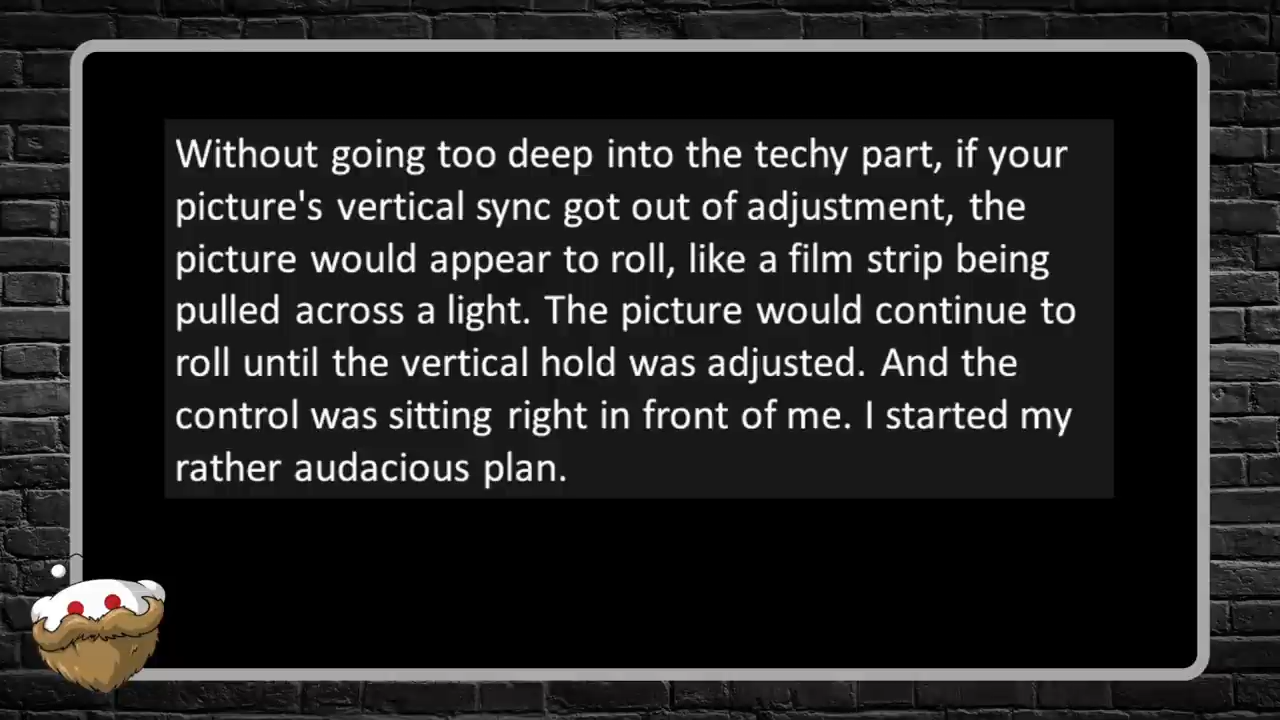 Without going too deep into the techy part, if your
picture's vertical sync got out of adjustment, the
picture would appear to roll, like a film strip being
pulled across a light. The picture would continue to
roll until the vertical hold was adjusted. And the
control was sitting right in front of me. I started my
rather audacious plan.